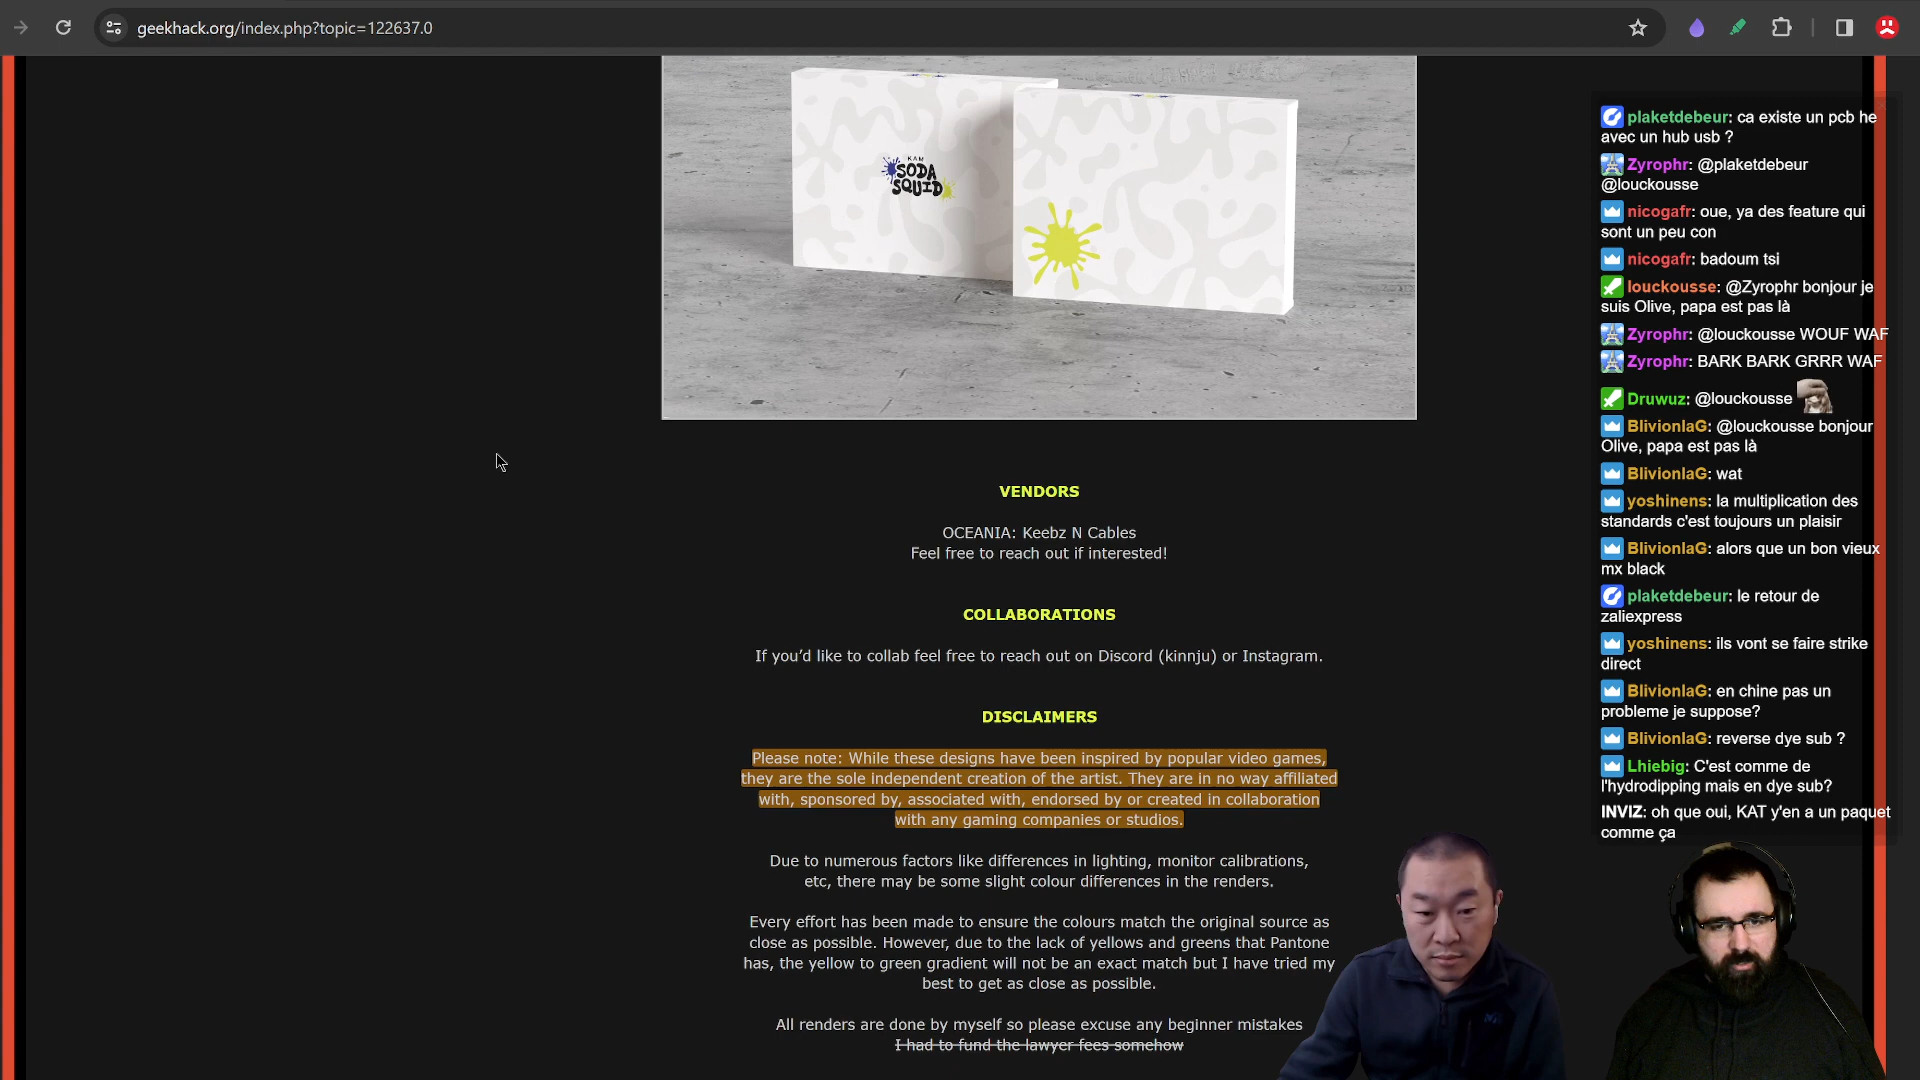 geekhack.org/index.php?topic=122637.0
KAM
SODA
SQUID
VENDORS
OCEANIA: Keebz N Cables
Feel free to reach out if interested!
COLLABORATIONS
If you’d like to collab feel free to reach out on Discord (kinnju) or Instagram.
DISCLAIMERS
Please note: While these designs have been inspired by popular video games,
they are the sole independent creation of the artist. They are in no way affiliated
with, sponsored by, associated with, endorsed by or created in collaboration
with any gaming companies or studios.
Due to numerous factors like differences in lighting, monitor calibrations,
etc, there may be some slight colour differences in the renders.
Every effort has been made to ensure the colours match the original source as
close as possible. However, due to the lack of yellows and greens that Pantone
has, the yellow to green gradient will not be an exact match but I have tried my
best to get as close as possible.
All renders are done by myself so please excuse any beginner mistakes
I had to fund the lawyer fees somehow
plaketdebeur: ca existe un pcb he
avec un hub usb ?
Zyrophr: @plaketdebeur
@louckousse
nicogafr: oue, ya des feature qui
sont un peu con
nicogafr: badoum tsi
louckousse: @Zyrophr bonjour je
suis Olive, papa est pas là
Zyrophr: @louckousse WOUF WAF
Zyrophr: BARK BARK GRRR WAF
Druwuz: @louckousse
BlivionlaG: @louckousse bonjour
Olive, papa est pas là
BlivionlaG: wat
yoshinens: la multiplication des
standards c'est toujours un plaisir
BlivionlaG: alors que un bon vieux
mx black
plaketdebeur: le retour de
zaliexpress
yoshinens: ils vont se faire strike
direct
BlivionlaG: en chine pas un
probleme je suppose?
BlivionlaG: reverse dye sub ?
Lhiebig: C'est comme de
l'hydrodipping mais en dye sub?
INVIZ: oh que oui, KAT y'en a un paquet
comme ça